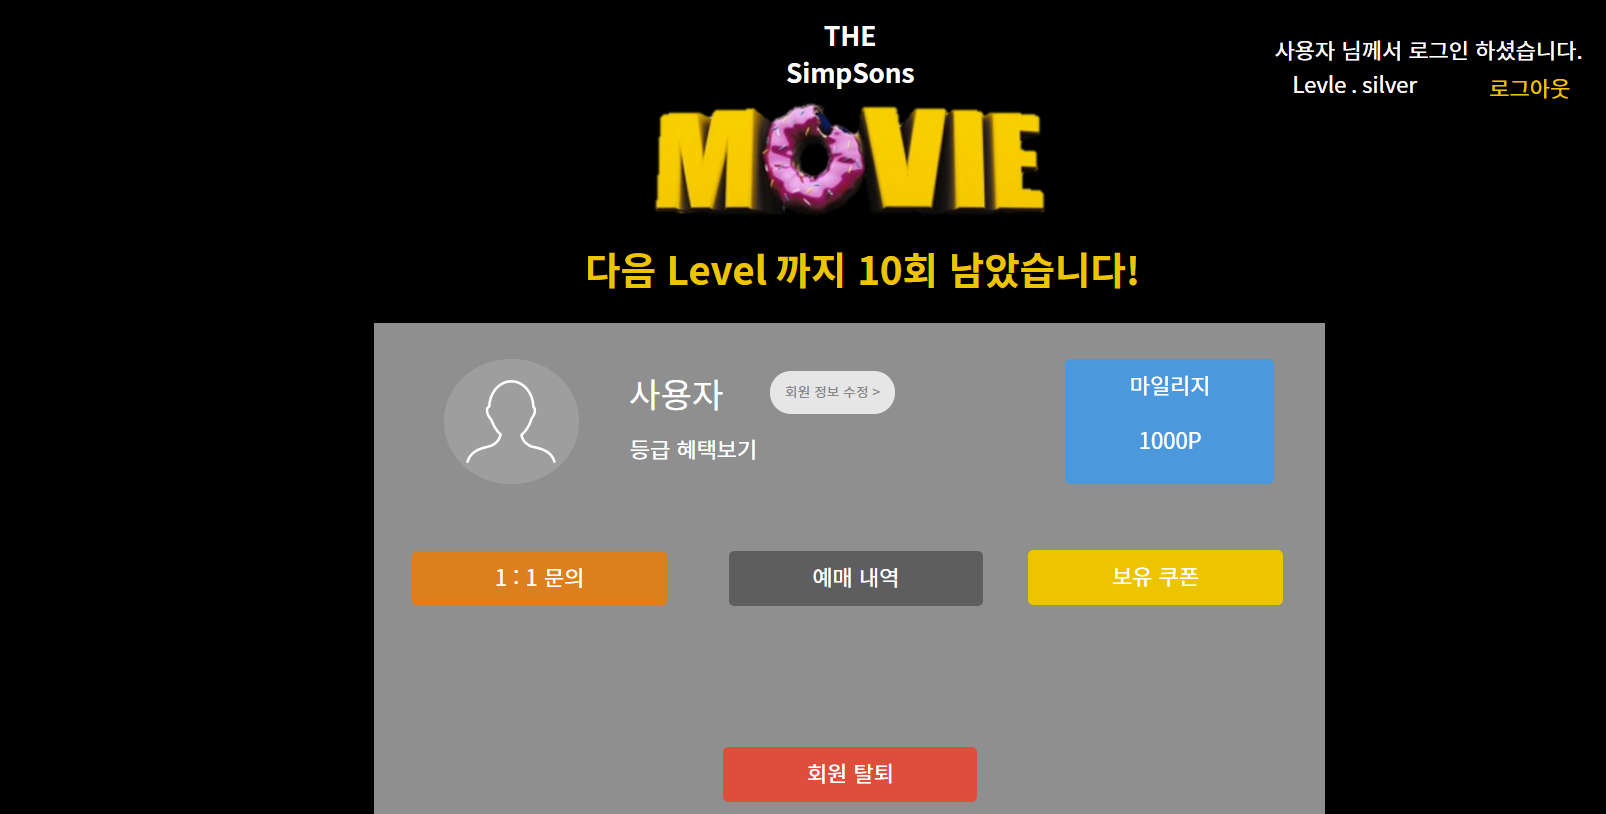 THE
SimpSons
MOVIE
사용자 님께서 로그인 하셨습니다.
Levle . silver
로그아웃
다음 Level 까지 10회 남았습니다!
사용자
회원 정보 수정 >
등급 혜택보기
마일리지
1000P
1 : 1 문의
예매 내역
보유 쿠폰
회원 탈퇴